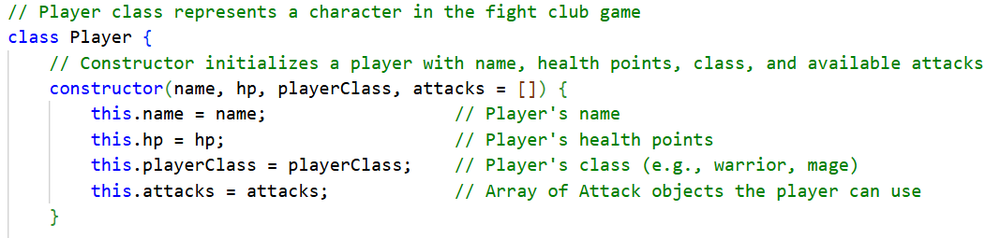 // Player class represents a character in the fight club game
class Player {
    // Constructor initializes a player with name, health points, class, and available attacks
    constructor(name, hp, playerClass, attacks = []) {
        this.name = name;                  // Player's name
        this.hp = hp;                      // Player's health points
        this.playerClass = playerClass;    // Player's class (e.g., warrior, mage)
        this.attacks = attacks;            // Array of Attack objects the player can use
    }